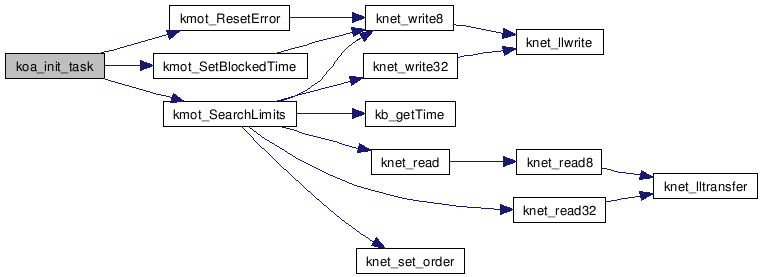 koa_init_task
kmot_ResetError
kmot_SetBlockedTime
kmot_SearchLimits
knet_write8
knet_write32
kb_getTime
knet_read
knet_set_order
knet_llwrite
knet_read8
knet_read32
knet_lltransfer